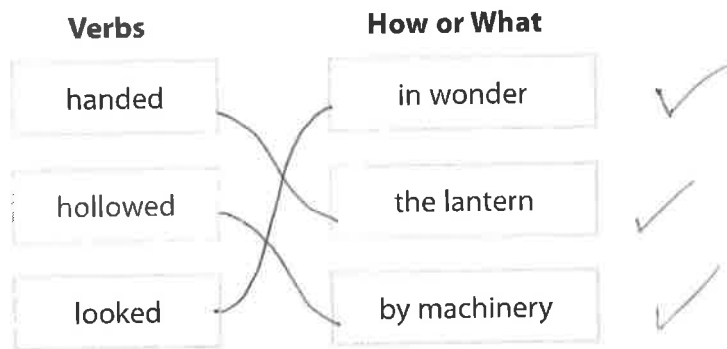 Verbs How or What
handed in wonder
hollowed the lantern
looked by machinery